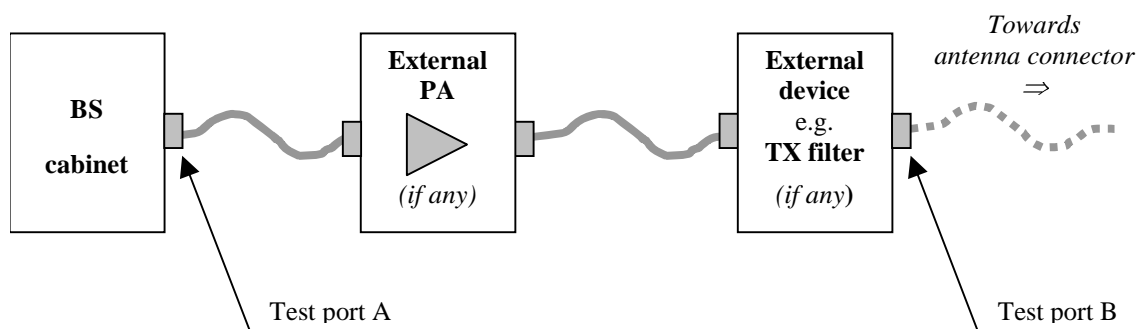 BS
cabinet
External
PA
(if any)
External
device
e.g.
TX filter
(if any)
Towards
antenna connector
⇒
Test port A
Test port B